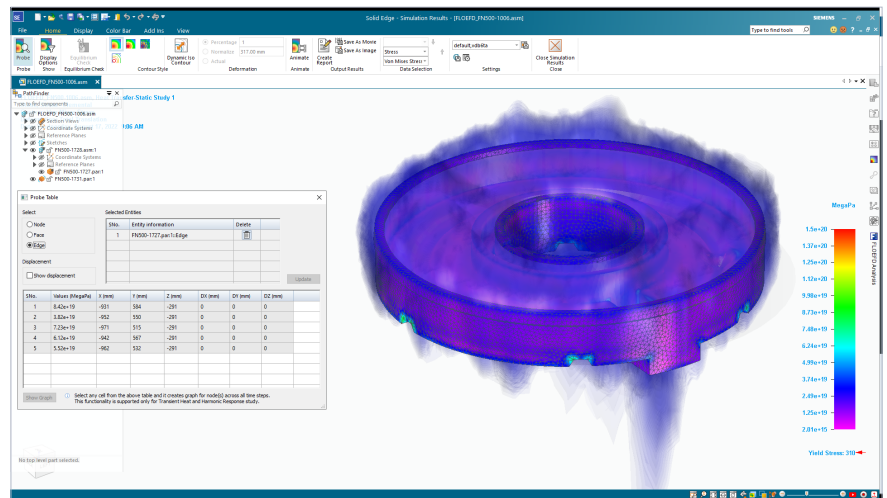 SE
Solid Edge - Simulation Results - [FLOEFD_FN500-1006.asm]
SIEMENS
File Home Display Color Bar Add Ins View
Type to find tools
Probe
Display Options
Equilibrium Check
Dynamic Iso Contour
Percentage 1
Normalize 317.00 mm
Actual
Animate
Create Report
Save As Movie
Save As Image
Stress
Von Mises Stress
default.vdbiita
Close Simulation Results
Probe Show Equilibrium Check Contour Style Deformation Animate Output Results Data Selection Settings Close
FLOEFD_FN500-1006.asm
PathFinder
Type to find components
FLOEFD_FN500-1006.asm
Section Views
Coordinate Systems
Reference Planes
Sketches
FN500-1728.asm:1
Coordinate Systems
Reference Planes
FN500-1727.par:1
FN500-1731.par:1
sfor-Static Study 1
9:06 AM
Probe Table
Select
Node
Face
Edge
Displacement
Show displacement
Selected Entities
SNo. Entity information Delete
1 FN500-1727.par:1::Edge
Update
SNo. Values (MegaPa) X (mm) Y (mm) Z (mm) DX (mm) DY (mm) DZ (mm)
1 8.42e+19 -931 584 -291 0 0 0
2 3.82e+19 -952 550 -291 0 0 0
3 7.23e+19 -971 515 -291 0 0 0
4 6.12e+19 -942 567 -291 0 0 0
5 5.52e+19 -962 532 -291 0 0 0
Show Graph
Select any cell from the above table and it creates graph for node(s) across all time steps.
This functionality is supported only for Transient Heat and Harmonic Response study.
No top level part selected.
MegaPa
1.5e+20
1.37e+20
1.25e+20
1.12e+20
9.98e+19
8.73e+19
7.48e+19
6.24e+19
4.99e+19
3.74e+19
2.49e+19
1.25e+19
2.01e+15
Yield Stress: 310
FLOEFD Analysis